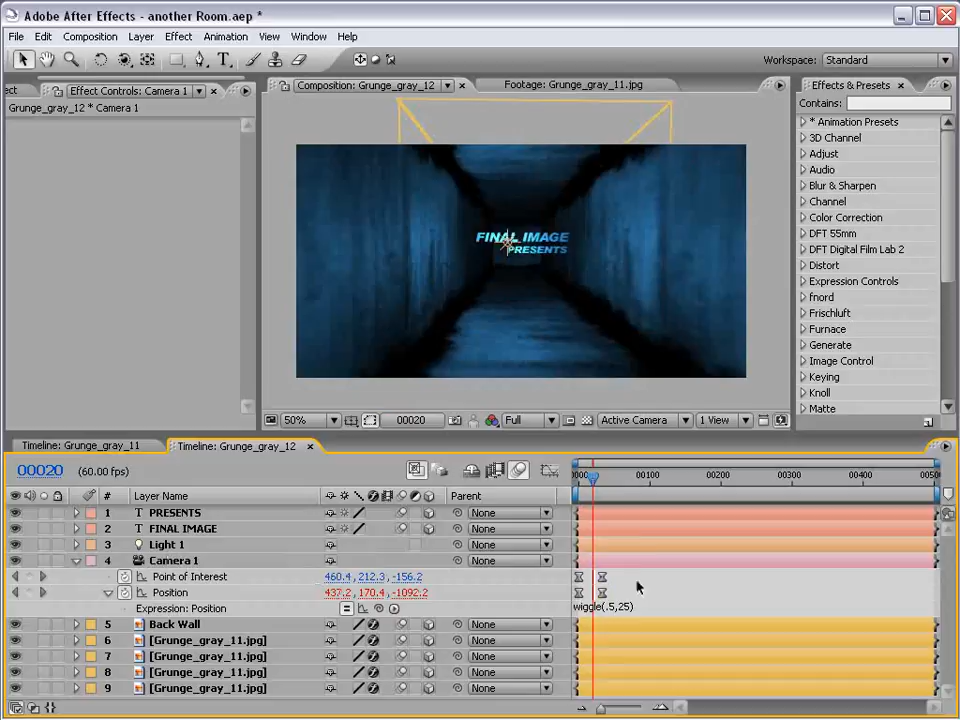 Adobe After Effects - another Room.aep *
File Edit Composition Layer Effect Animation View Window Help
Workspace: Standard
ect Effect Controls: Camera 1
Composition: Grunge_gray_12
Footage: Grunge_gray_11.jpg
Effects & Presets
Grunge_gray_12 * Camera 1
Contains:
* Animation Presets
3D Channel
Adjust
Audio
Blur & Sharpen
Channel
Color Correction
DFT 55mm
DFT Digital Film Lab 2
Distort
Expression Controls
fnord
Frischluft
Furnace
Generate
Image Control
Keying
Knoll
Matte
FINAL IMAGE
PRESENTS
50% 00020 Full Active Camera 1 View
Timeline: Grunge_gray_11 Timeline: Grunge_gray_12
00020 (60.00 fps)
00100 00200 00300 00400 0050
# Layer Name Parent
1 T PRESENTS None
2 T FINAL IMAGE None
3 Light 1 None
4 Camera 1 None
Point of Interest 460.4, 212.3, -156.2
Position 437.2, 170.4, -1092.2
Expression: Position wiggle(.5,25)
5 Back Wall None
6 [Grunge_gray_11.jpg] None
7 [Grunge_gray_11.jpg] None
8 [Grunge_gray_11.jpg] None
9 [Grunge_gray_11.jpg] None